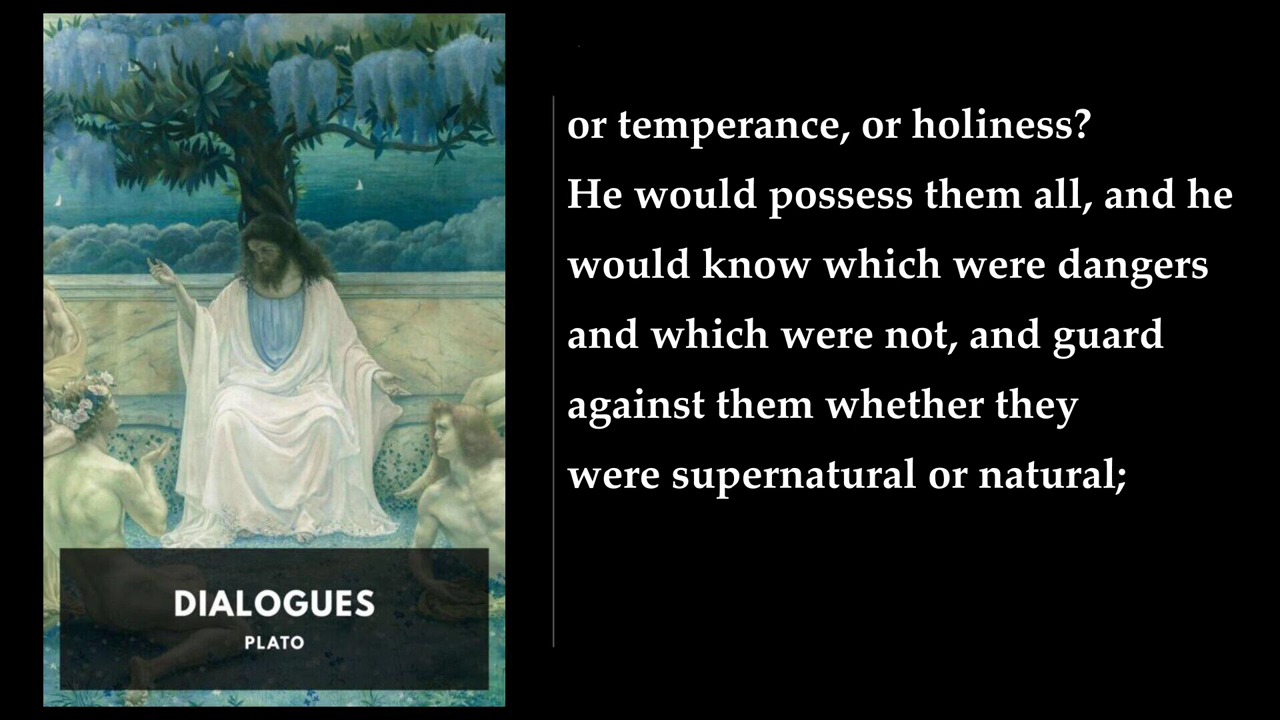 DIALOGUES
PLATO
or temperance, or holiness?
He would possess them all, and he
would know which were dangers
and which were not, and guard
against them whether they
were supernatural or natural;